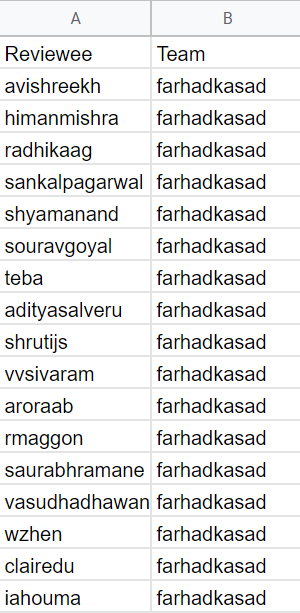 A B
Reviewee Team
avishreekh farhadkasad
himanmishra farhadkasad
radhikaag farhadkasad
sankalpagarwal farhadkasad
shyamanand farhadkasad
souravgoyal farhadkasad
teba farhadkasad
adityasalveru farhadkasad
shrutijs farhadkasad
vvsivaram farhadkasad
aroraab farhadkasad
rmaggon farhadkasad
saurabhramane farhadkasad
vasudhadhawan farhadkasad
wzhen farhadkasad
clairedu farhadkasad
iahouma farhadkasad